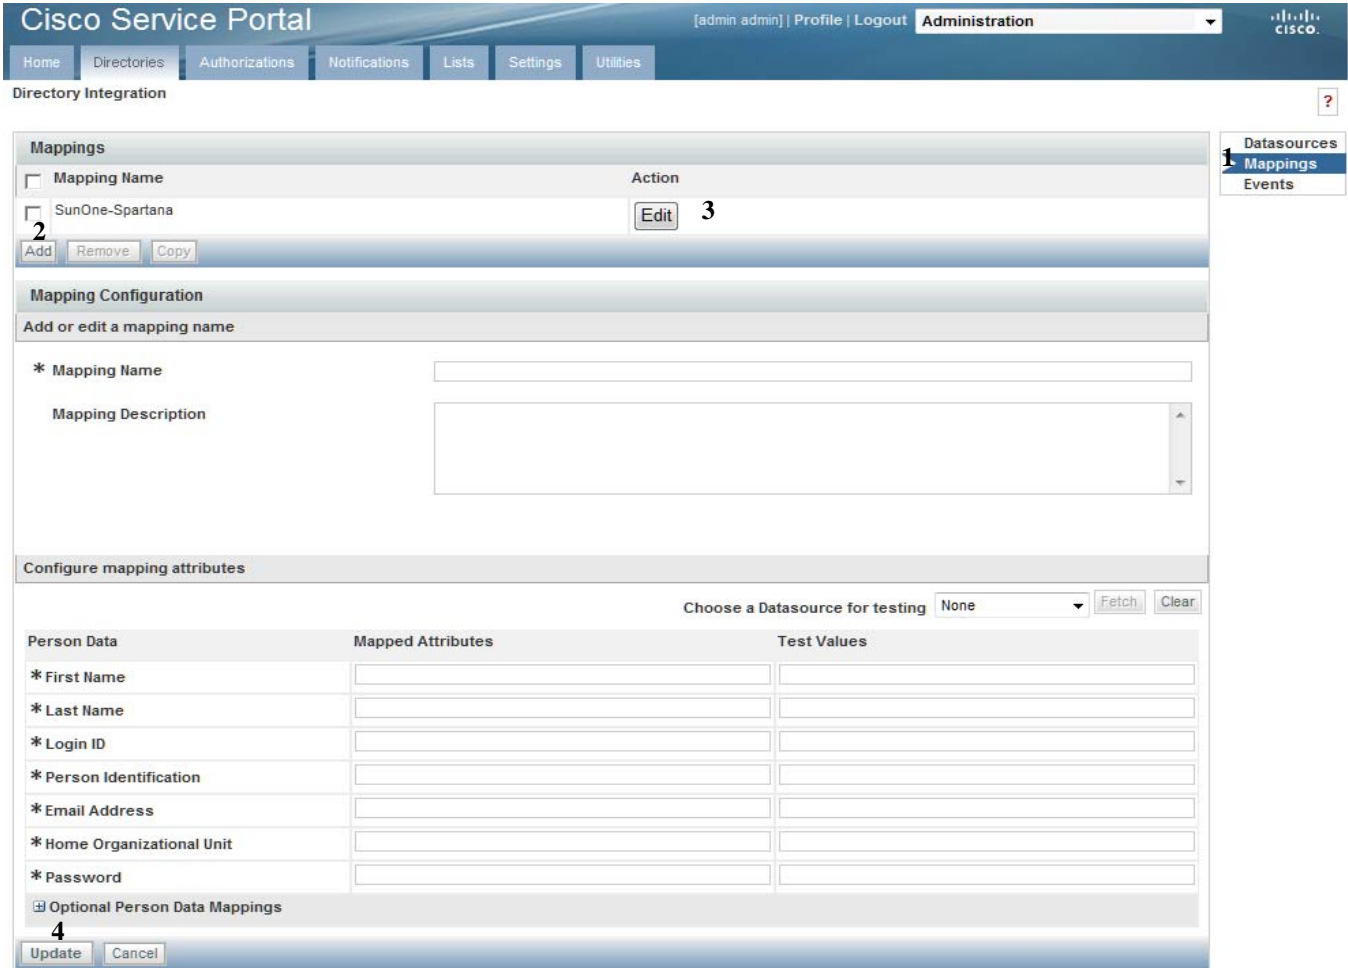 Cisco Service Portal
[admin admin] | Profile | Logout Administration
CISCO.
Home Directories Authorizations Notifications Lists Settings Utilities
Directory Integration
?
Mappings
Mapping Name Action
SunOne-Spartana Edit 3
2
Add Remove Copy
Datasources
1 Mappings
Events
Mapping Configuration
Add or edit a mapping name
* Mapping Name
Mapping Description
Configure mapping attributes
Choose a Datasource for testing None Fetch Clear
Person Data Mapped Attributes Test Values
* First Name
* Last Name
* Login ID
* Person Identification
* Email Address
* Home Organizational Unit
* Password
Optional Person Data Mappings
4
Update Cancel